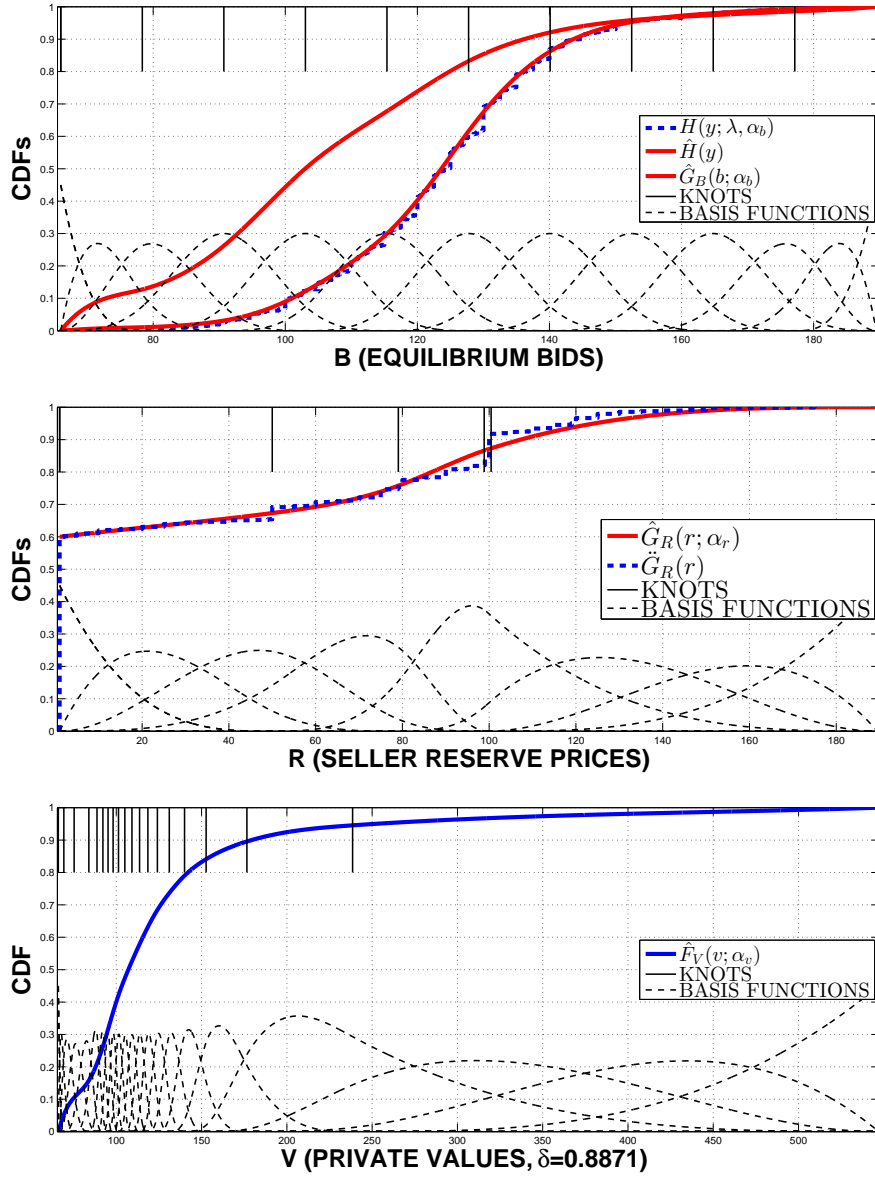 1
0.9
0.8
0.7
0.6
0.5
0.4
0.3
0.2
0.1
0
CDFs
H(y; λ, α_b)
Ĥ(y)
Ĝ_B(b; α_b)
KNOTS
BASIS FUNCTIONS
80 100 120 140 160 180
B (EQUILIBRIUM BIDS)
1
0.9
0.8
0.7
0.6
0.5
0.4
0.3
0.2
0.1
0
CDFs
Ĝ_R(r; α_r)
G̈_R(r)
KNOTS
BASIS FUNCTIONS
20 40 60 80 100 120 140 160 180
R (SELLER RESERVE PRICES)
1
0.9
0.8
0.7
0.6
0.5
0.4
0.3
0.2
0.1
0
CDF
F̂_V(v; α_v)
KNOTS
BASIS FUNCTIONS
100 150 200 250 300 350 400 450 500
V (PRIVATE VALUES, δ=0.8871)